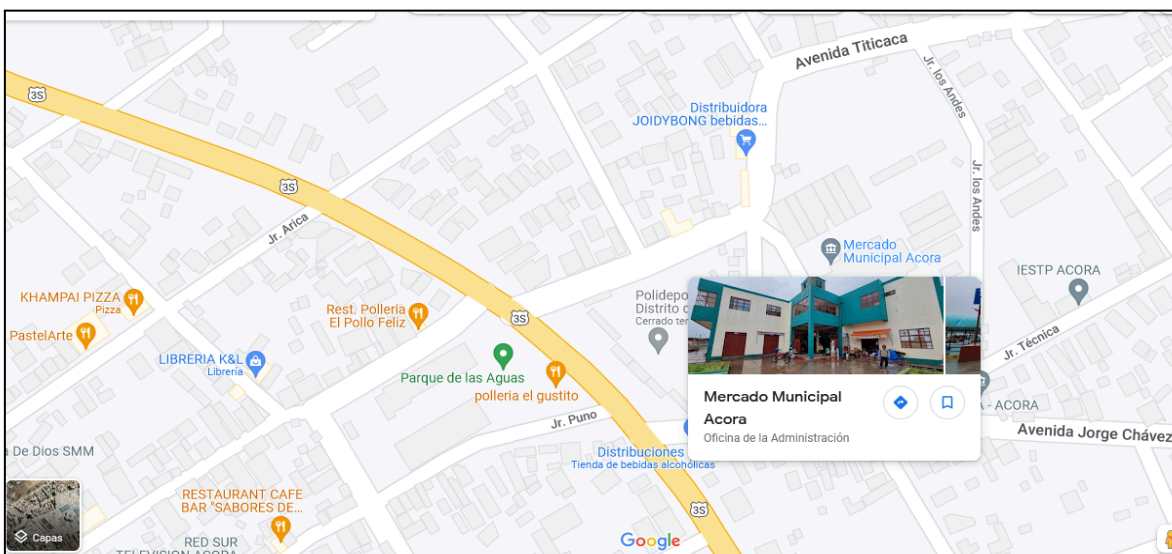 Avenida Titicaca
Jr. los Andes
3S
Distribuidora
JOIDYBONG bebidas...
Jr. los Andes
3S
Jr. Arica
Mercado
Municipal Acora
IESTP ACORA
KHAMPAI PIZZA
Pizza
Polidepo
Distrito
Cerrado
Rest. Polleria
El Pollo Feliz
3S
PastelArte
Jr. Técnica
LIBRERIA K&L
Librería
Parque de las Aguas
polleria el gustito
Mercado Municipal
Acora
Oficina de la Administración
- ACORA
Jr. Puno
Avenida Jorge Chávez
De Dios SMM
Distribuciones
Tienda de bebidas alcohólicas
RESTAURANT CAFE
BAR "SABORES DE...
3S
Capas
RED SUR
TELEVISION ACORA
Google